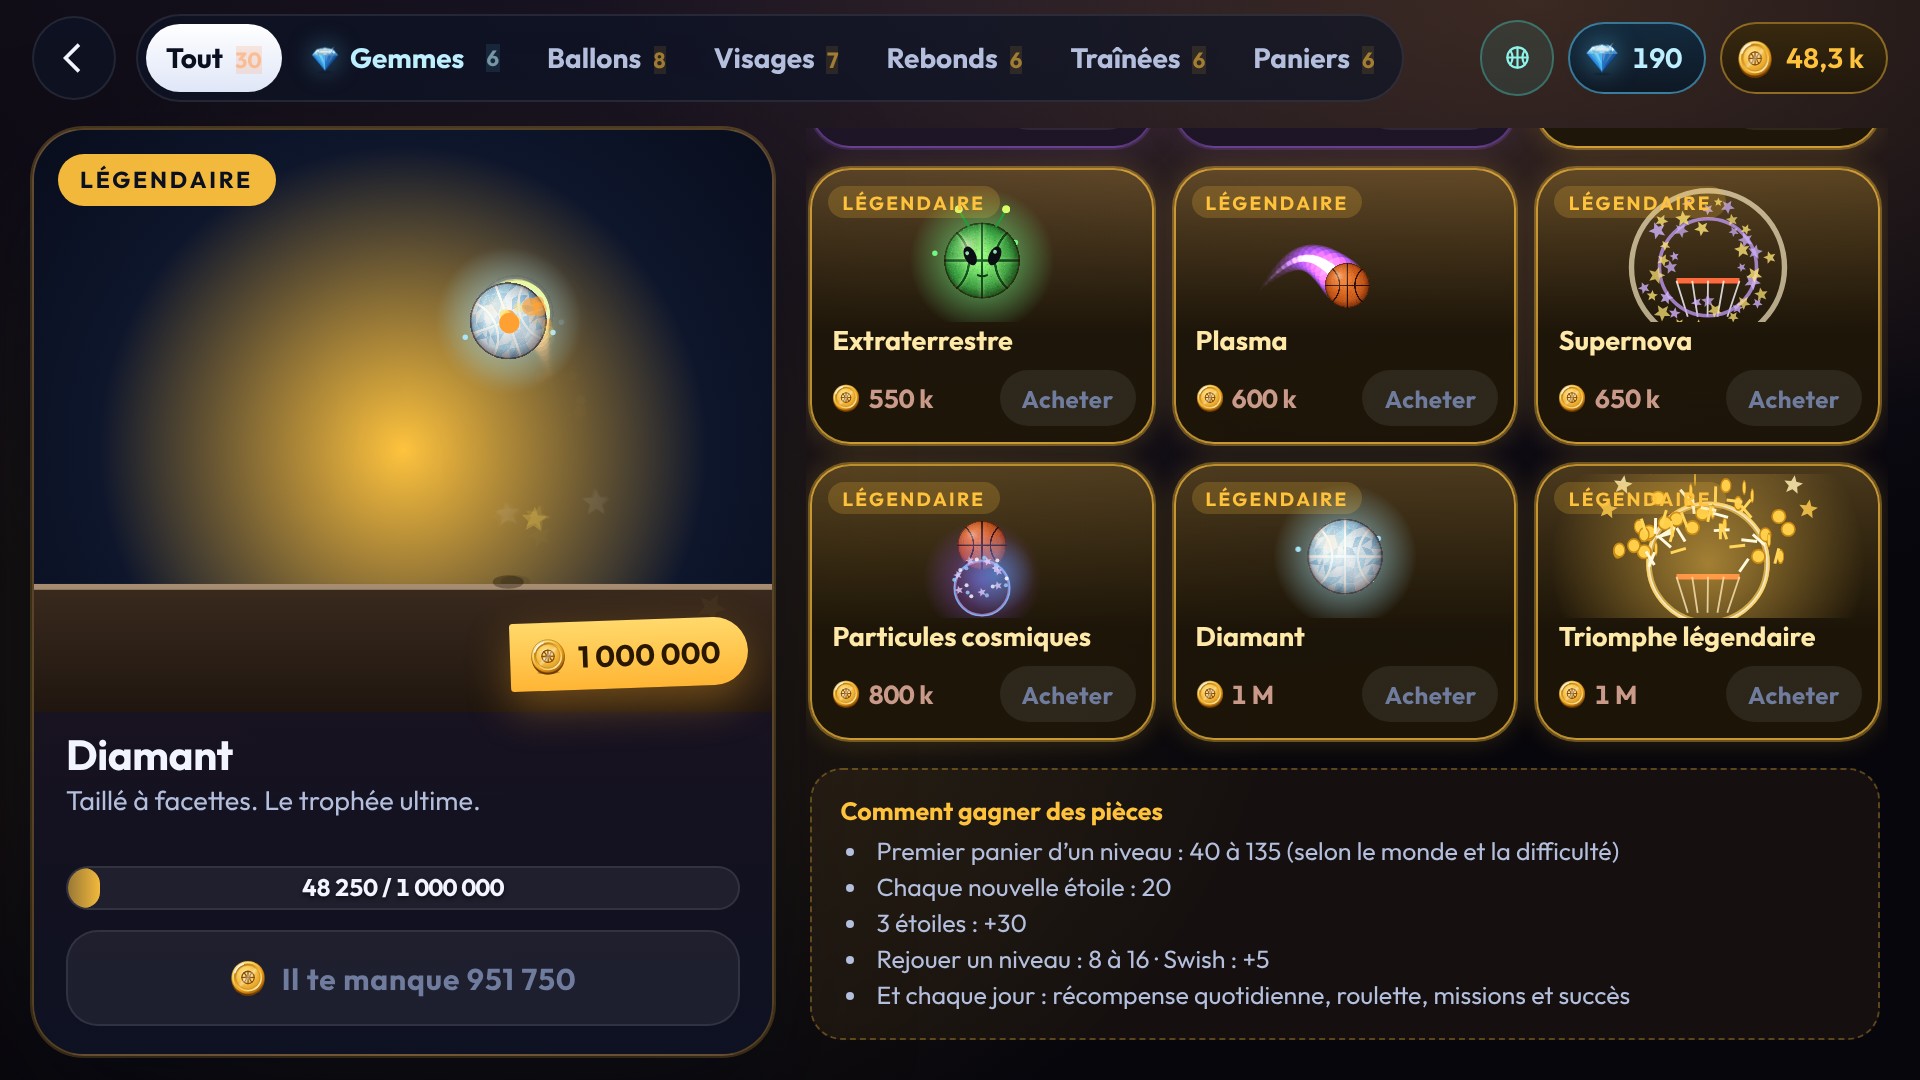 Tout 30 Gemmes 6 Ballons 8 Visages 7 Rebonds 6 Traînées 6 Paniers 6
190
48,3 k
LÉGENDAIRE
1 000 000
Diamant
Taillé à facettes. Le trophée ultime.
48 250 / 1 000 000
Il te manque 951 750
LÉGENDAIRE
Extraterrestre
550 k Acheter
LÉGENDAIRE
Plasma
600 k Acheter
LÉGENDAIRE
Supernova
650 k Acheter
LÉGENDAIRE
Particules cosmiques
800 k Acheter
LÉGENDAIRE
Diamant
1 M Acheter
LÉGENDAIRE
Triomphe légendaire
1 M Acheter
Comment gagner des pièces
• Premier panier d’un niveau : 40 à 135 (selon le monde et la difficulté)
• Chaque nouvelle étoile : 20
• 3 étoiles : +30
• Rejouer un niveau : 8 à 16 · Swish : +5
• Et chaque jour : récompense quotidienne, roulette, missions et succès